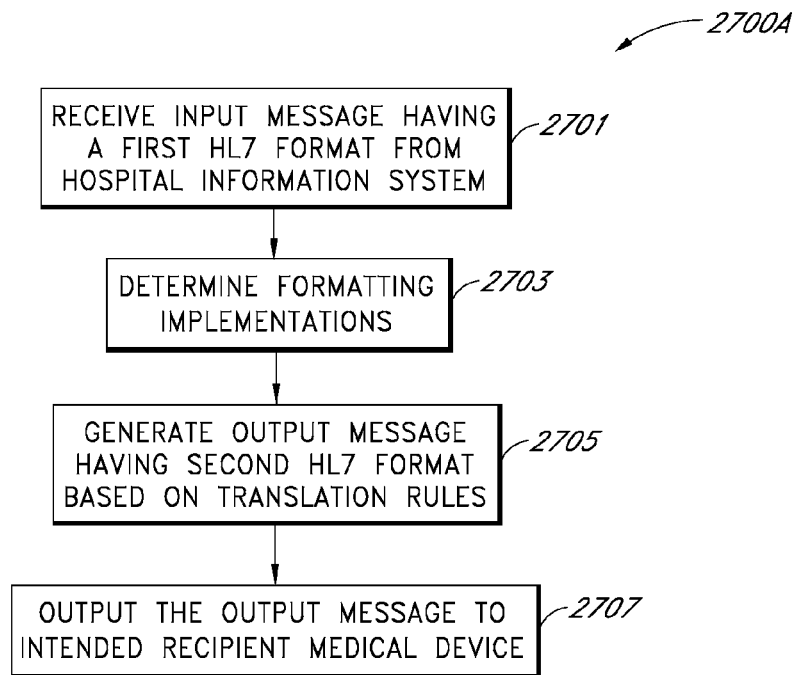 2700A
RECEIVE INPUT MESSAGE HAVING
A FIRST HL7 FORMAT FROM
HOSPITAL INFORMATION SYSTEM
2701
DETERMINE FORMATTING
IMPLEMENTATIONS
2703
GENERATE OUTPUT MESSAGE
HAVING SECOND HL7 FORMAT
BASED ON TRANSLATION RULES
2705
OUTPUT THE OUTPUT MESSAGE TO
INTENDED RECIPIENT MEDICAL DEVICE
2707